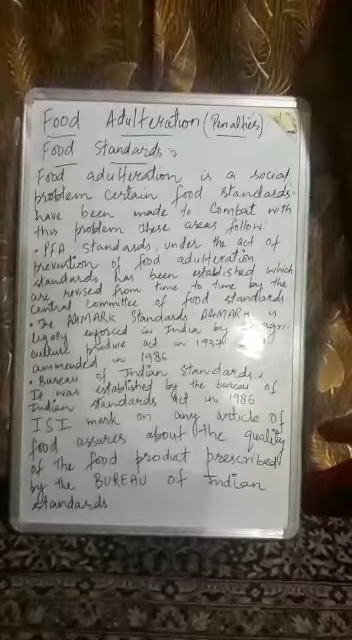 Food Adulteration (Penalties)
Food Standards :
Food adulteration is a social
problem certain food standards.
have been made to combat with
this problem these areas follow.
• PFA standards. under the act of
prevention of food adulteration
standards has been established which
are revised from time to time by the
central committee of food standards
• The AGMARK Standards AGMARK is
legally enforced in India by agri-
culture produce act in 1937
ammended in 1986
• Bureau of Indian Standards.
It was established by the bureau of
Indian standards act in 1986
ISI mark on any article of
food assures about the quality
of the food product prescribed
by the BUREAU of Indian
standards